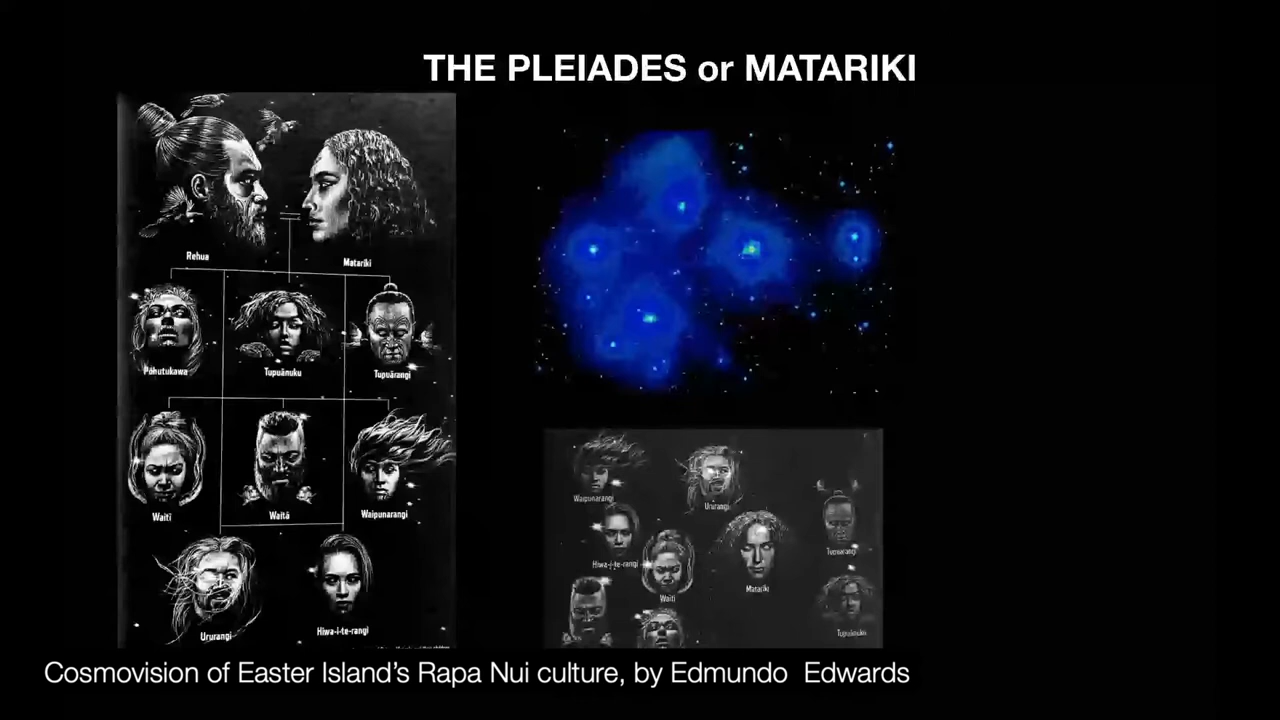 THE PLEIADES or MATARIKI
Rehua
Matariki
Pōhutukawa
Tupuānuku
Tupuārangi
Waitī
Waitā
Waipunarangi
Ururangi
Hiwa-i-te-rangi
Waipunarangi
Ururangi
Hiwa-i-te-rangi
Waitī
Matariki
Tupuārangi
Tupuānuku
Cosmovision of Easter Island’s Rapa Nui culture, by Edmundo Edwards